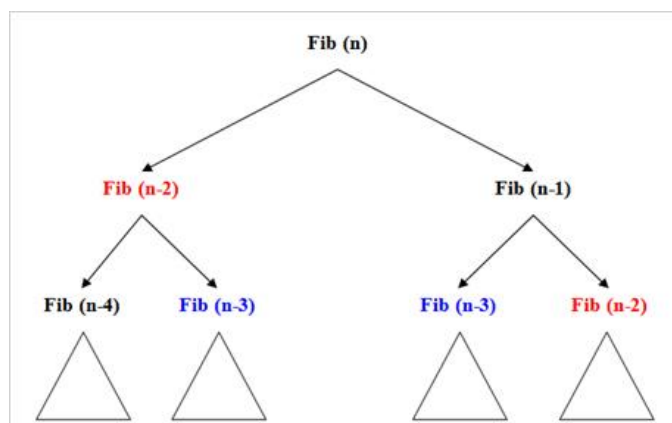 Fib (n)
Fib (n-2)
Fib (n-1)
Fib (n-4)
Fib (n-3)
Fib (n-3)
Fib (n-2)